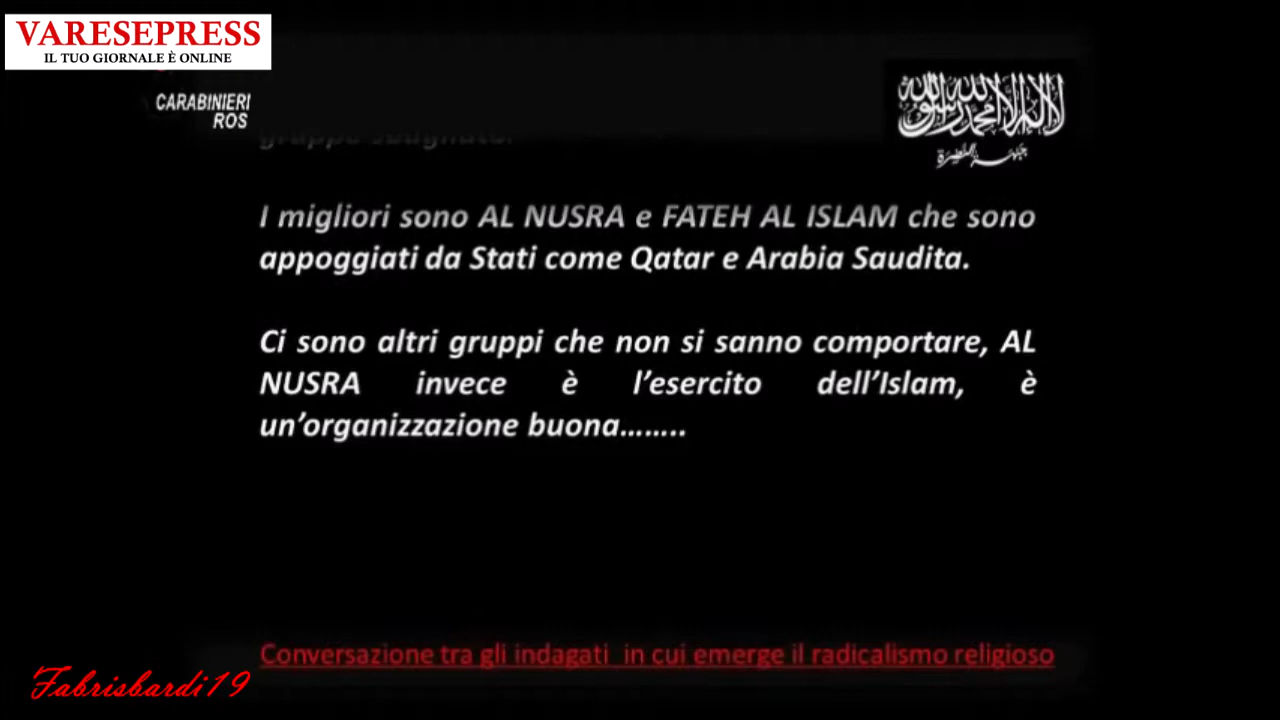 VARESEPRESS
IL TUO GIORNALE È ONLINE
CARABINIERI
ROS
لا إله إلا الله محمد رسول الله
جبهة النصرة
I migliori sono AL NUSRA e FATEH AL ISLAM che sono
appoggiati da Stati come Qatar e Arabia Saudita.
Ci sono altri gruppi che non si sanno comportare, AL
NUSRA invece è l’esercito dell’Islam, è
un’organizzazione buona........
Conversazione tra gli indagati in cui emerge il radicalismo religioso
Fabrisbardi19